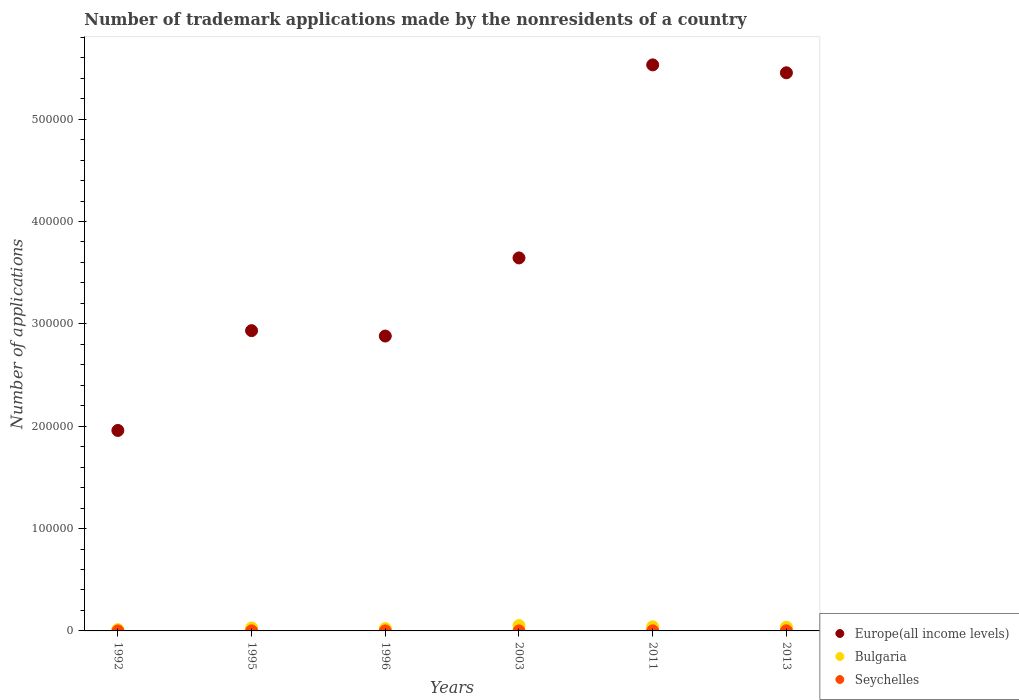 Number of trademark applications made by the nonresidents of a country
Number of applications
500000
400000
300000
200000
100000
0
1992
1995
1996
2003
2011
2013
Years
Europe(all income levels)
Bulgaria
Seychelles